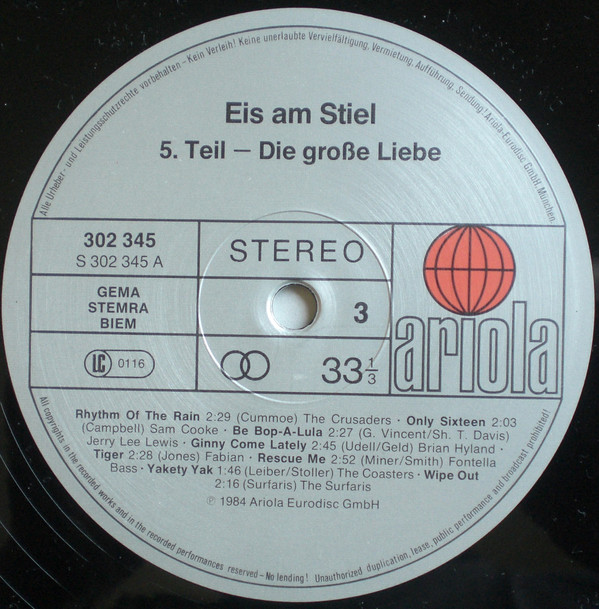 Alle Urheber- und Leistungsschutzrechte vorbehalten – Kein Verleih! Keine unerlaubte Vervielfältigung, Vermietung, Aufführung, Sendung! Ariola-Eurodisc GmbH, München.
Eis am Stiel
5. Teil – Die große Liebe
302 345
S 302 345 A
STEREO
GEMA
STEMRA
BIEM
3
LC 0116
33 1/3
ariola
Rhythm Of The Rain 2:29 (Cummoe) The Crusaders · Only Sixteen 2:03
(Campbell) Sam Cooke · Be Bop-A-Lula 2:27 (G. Vincent/Sh. T. Davis)
Jerry Lee Lewis · Ginny Come Lately 2:45 (Udell/Geld) Brian Hyland ·
Tiger 2:28 (Jones) Fabian · Rescue Me 2:52 (Miner/Smith) Fontella
Bass · Yakety Yak 1:46 (Leiber/Stoller) The Coasters · Wipe Out
2:16 (Surfaris) The Surfaris
℗ 1984 Ariola Eurodisc GmbH
All copyrights in the recorded works and in the recorded performances reserved – No lending! Unauthorized duplication, lease, public performance and broadcast prohibited!